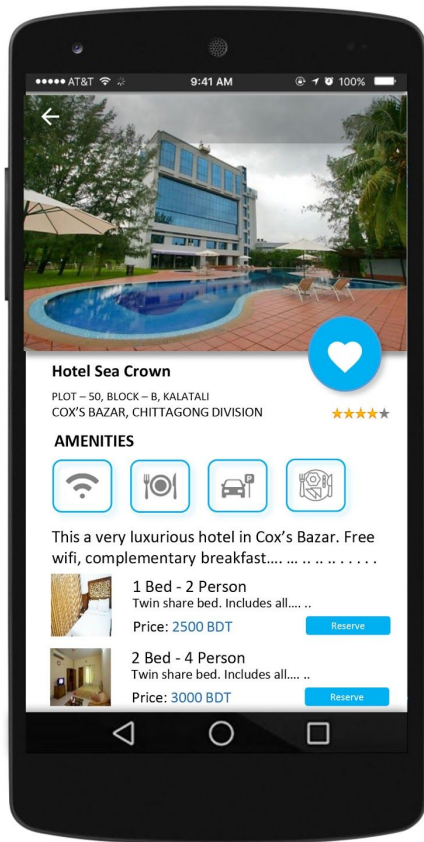 AT&T 9:41 AM 100%
Hotel Sea Crown
PLOT – 50, BLOCK – B, KALATALI
COX'S BAZAR, CHITTAGONG DIVISION
AMENITIES
P
This a very luxurious hotel in Cox's Bazar. Free
wifi, complementary breakfast.... ... .. .. .. . . . . .
1 Bed - 2 Person
Twin share bed. Includes all.... ..
Price: 2500 BDT Reserve
2 Bed - 4 Person
Twin share bed. Includes all.... ..
Price: 3000 BDT Reserve